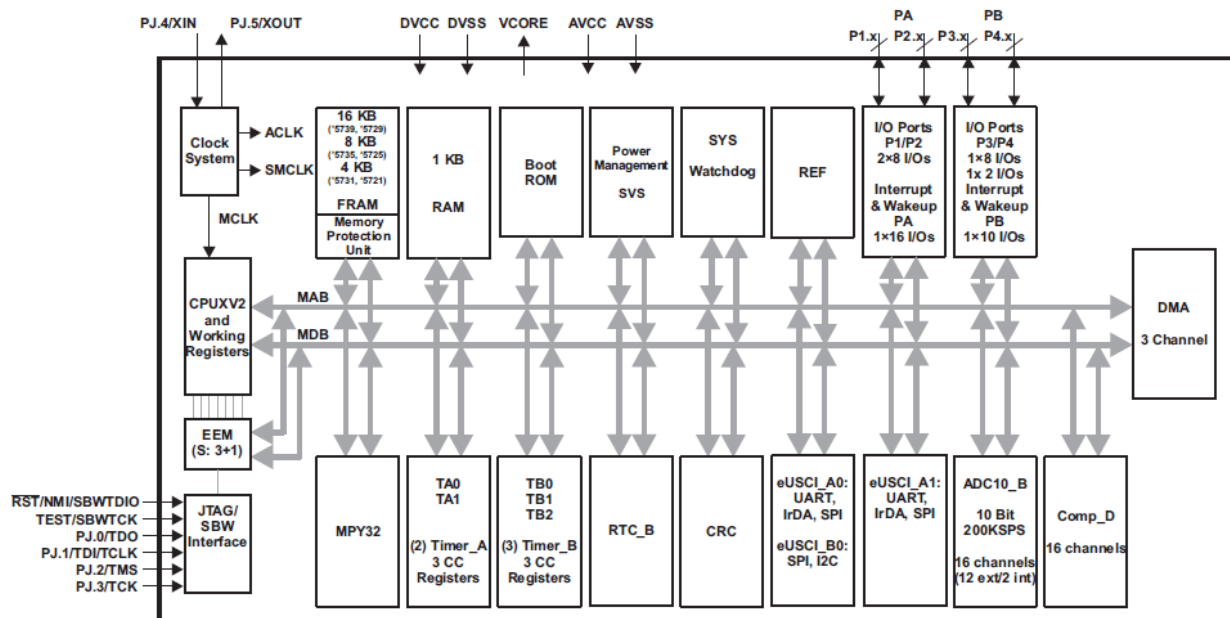 PJ.4/XIN
PJ.5/XOUT
DVCC
DVSS
VCORE
AVCC
AVSS
PA
P1.x
P2.x
PB
P3.x
P4.x
Clock
System
ACLK
SMCLK
MCLK
16 KB
('5739, '5729)
8 KB
('5735, '5725)
4 KB
('5731, '5721)
FRAM
Memory
Protection
Unit
1 KB
RAM
Boot
ROM
Power
Management
SVS
SYS
Watchdog
REF
I/O Ports
P1/P2
2×8 I/Os
Interrupt
& Wakeup
PA
1×16 I/Os
I/O Ports
P3/P4
1×8 I/Os
1x 2 I/Os
Interrupt
& Wakeup
PB
1×10 I/Os
CPUXV2
and
Working
Registers
MAB
MDB
DMA
3 Channel
EEM
(S: 3+1)
RST/NMI/SBWTDIO
TEST/SBWTCK
PJ.0/TDO
PJ.1/TDI/TCLK
PJ.2/TMS
PJ.3/TCK
JTAG/
SBW
Interface
MPY32
TA0
TA1
(2) Timer_A
3 CC
Registers
TB0
TB1
TB2
(3) Timer_B
3 CC
Registers
RTC_B
CRC
eUSCI_A0:
UART,
IrDA, SPI
eUSCI_B0:
SPI, I2C
eUSCI_A1:
UART,
IrDA, SPI
ADC10_B
10 Bit
200KSPS
16 channels
(12 ext/2 int)
Comp_D
16 channels